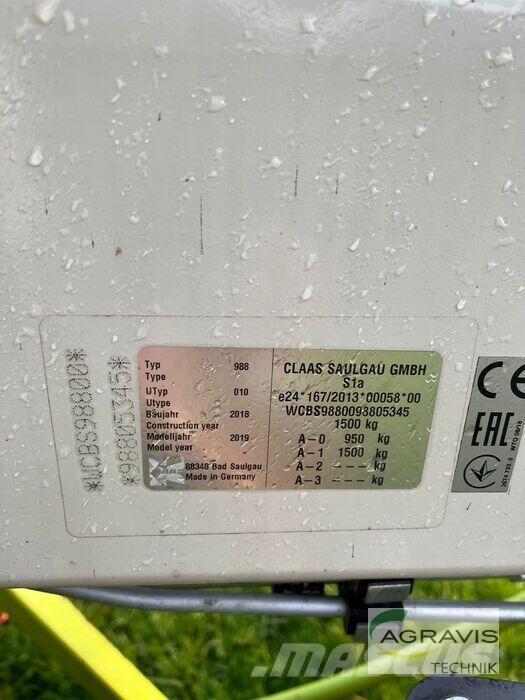 *WCBS98800*
*98805345*
Typ 988
Type
UTyp 010
Utype
Baujahr 2018
Construction year
Modelljahr 2019
Model year
88348 Bad Saulgau
Made in Germany
CLAAS SAULGAU GMBH
S1a
e24*167/2013*00058*00
WCBS9880093805345
1500 kg
A-0 950 kg
A-1 1500 kg
A-2 --- kg
A-3 --- kg
CE
EAC
AGRAVIS
TECHNIK
MASCUS